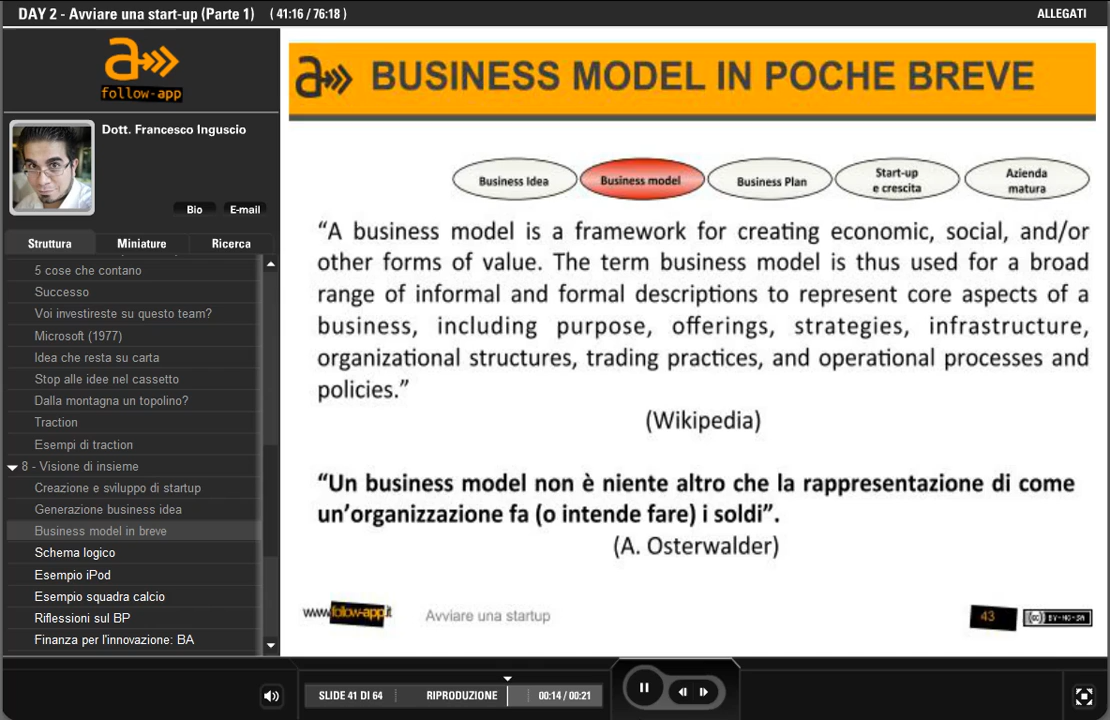 DAY 2 - Avviare una start-up (Parte 1) ( 41:16 / 76:18 )
ALLEGATI
a
follow-app
Dott. Francesco Inguscio
Bio
E-mail
Struttura
Miniature
Ricerca
5 cose che contano
Successo
Voi investireste su questo team?
Microsoft (1977)
Idea che resta su carta
Stop alle idee nel cassetto
Dalla montagna un topolino?
Traction
Esempi di traction
8 - Visione di insieme
Creazione e sviluppo di startup
Generazione business idea
Business model in breve
Schema logico
Esempio iPod
Esempio squadra calcio
Riflessioni sul BP
Finanza per l'innovazione: BA
a BUSINESS MODEL IN POCHE BREVE
Business Idea
Business model
Business Plan
Start-up
e crescita
Azienda
matura
“A business model is a framework for creating economic, social, and/or
other forms of value. The term business model is thus used for a broad
range of informal and formal descriptions to represent core aspects of a
business, including purpose, offerings, strategies, infrastructure,
organizational structures, trading practices, and operational processes and
policies.”
(Wikipedia)
“Un business model non è niente altro che la rappresentazione di come
un’organizzazione fa (o intende fare) i soldi”.
(A. Osterwalder)
www.follow-app.it
Avviare una startup
43
(cc) BY-NC-SA
SLIDE 41 DI 64
RIPRODUZIONE
00:14 / 00:21